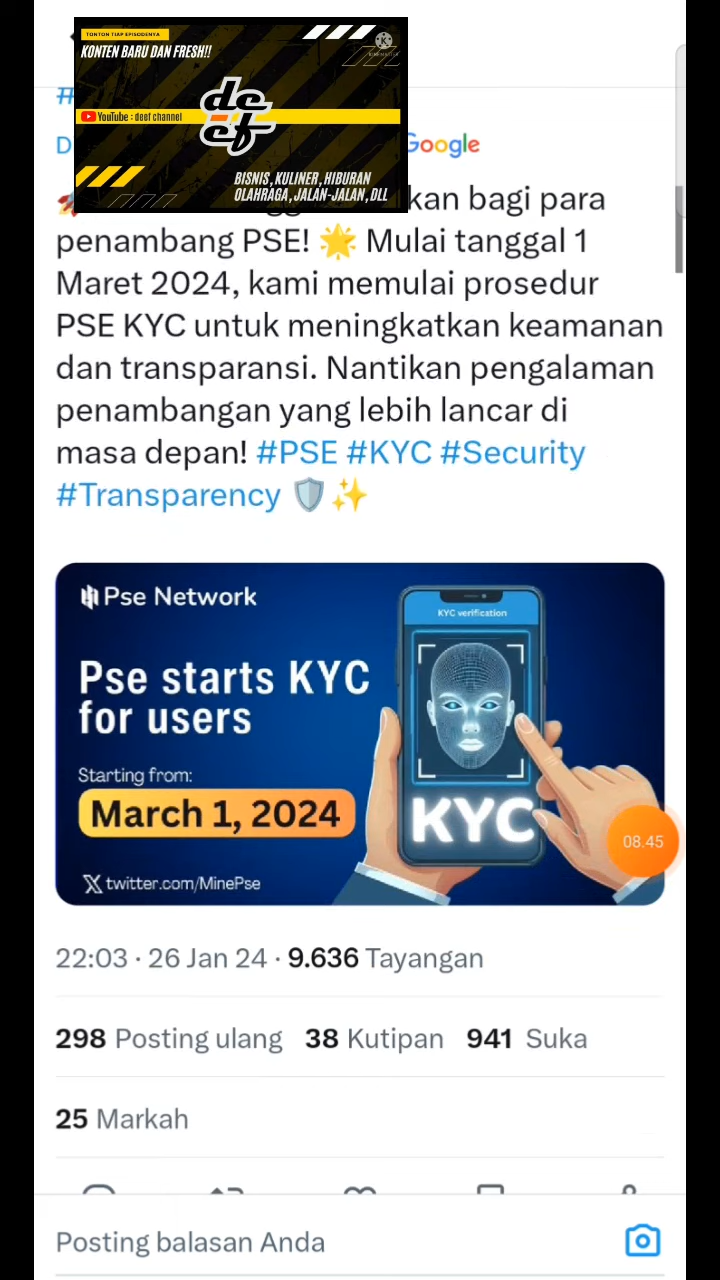 TONTON TIAP EPISODENYA
KONTEN BARU DAN FRESH!!
YouTube : deef channel
de
ef
BISNIS, KULINER, HIBURAN
OLAHRAGA, JALAN-JALAN, DLL
#
D
Google
kan bagi para
penambang PSE! 🌟 Mulai tanggal 1
Maret 2024, kami memulai prosedur
PSE KYC untuk meningkatkan keamanan
dan transparansi. Nantikan pengalaman
penambangan yang lebih lancar di
masa depan! #PSE #KYC #Security
#Transparency 🛡️✨
Pse Network
KYC verification
Pse starts KYC
for users
Starting from:
March 1, 2024
KYC
twitter.com/MinePse
08.45
22:03 · 26 Jan 24 · 9.636 Tayangan
298 Posting ulang 38 Kutipan 941 Suka
25 Markah
Posting balasan Anda